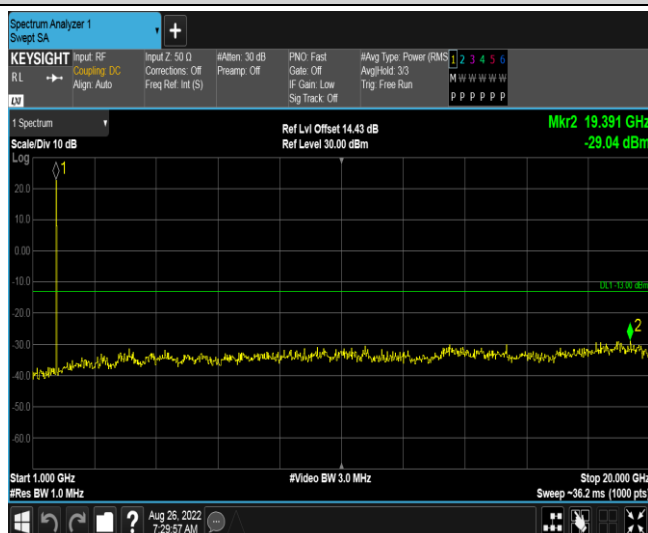 Spectrum Analyzer 1
Swept SA
+
KEYSIGHT
RL
LXI
Input: RF
Coupling: DC
Align: Auto
Input Z: 50 Ω
Corrections: Off
Freq Ref: Int (S)
#Atten: 30 dB
Preamp: Off
PNO: Fast
Gate: Off
IF Gain: Low
Sig Track: Off
#Avg Type: Power (RMS
Avg|Hold: 3/3
Trig: Free Run
1 2 3 4 5 6
M W W W W W
P P P P P P
1 Spectrum
Scale/Div 10 dB
Log
Ref Lvl Offset 14.43 dB
Ref Level 30.00 dBm
Mkr2 19.391 GHz
-29.04 dBm
1
20.0
10.0
0.00
-10.0
DL1 -13.00 dBm
-20.0
2
-30.0
-40.0
-50.0
-60.0
Start 1.000 GHz
#Res BW 1.0 MHz
#Video BW 3.0 MHz
Stop 20.000 GHz
Sweep ~36.2 ms (1000 pts)
?
Aug 26, 2022
7:29:57 AM